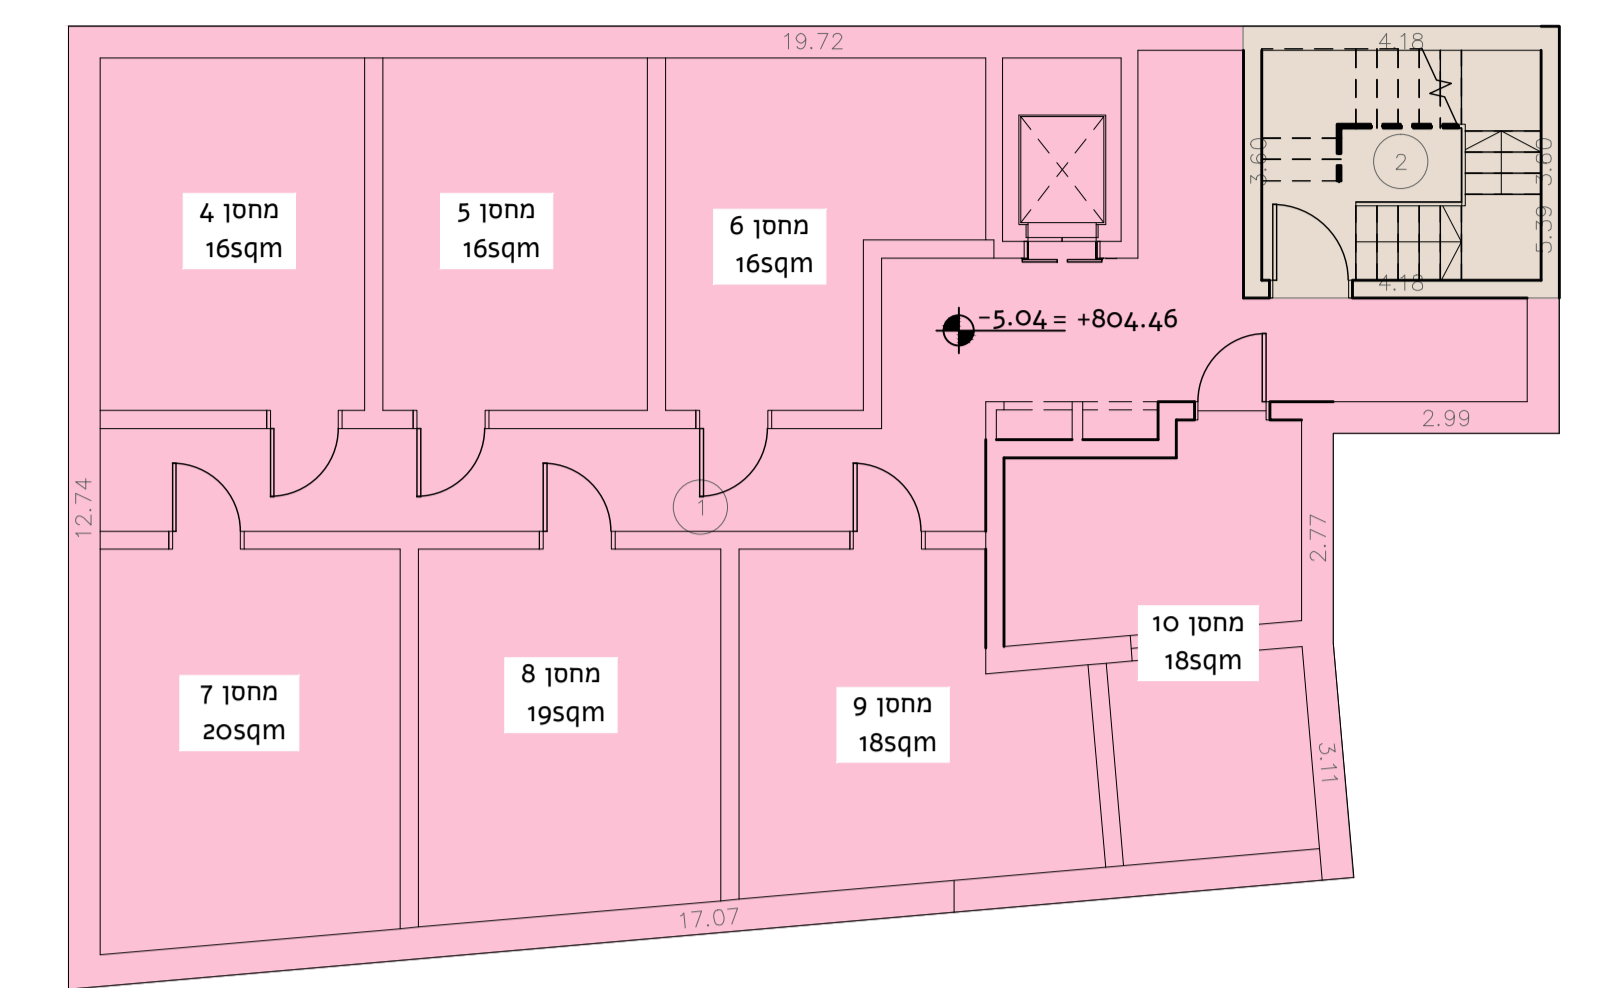 19.72
4.18
3.60
2
3.60
5.39
4.18
מחסן 4
16sqm
מחסן 5
16sqm
מחסן 6
16sqm
-5.04 = +804.46
2.99
12.74
1
2.77
מחסן 7
20sqm
מחסן 8
19sqm
מחסן 9
18sqm
מחסן 10
18sqm
3.11
17.07